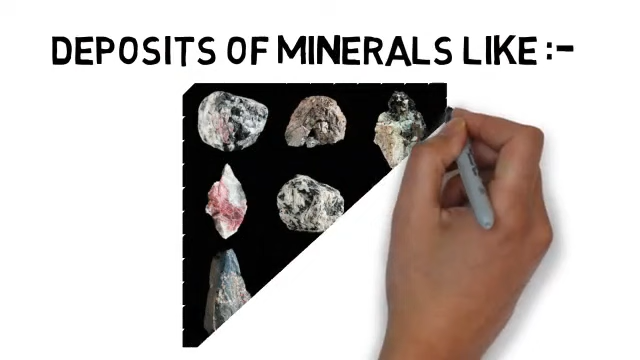 DEPOSITS OF MINERALS LIKE :-